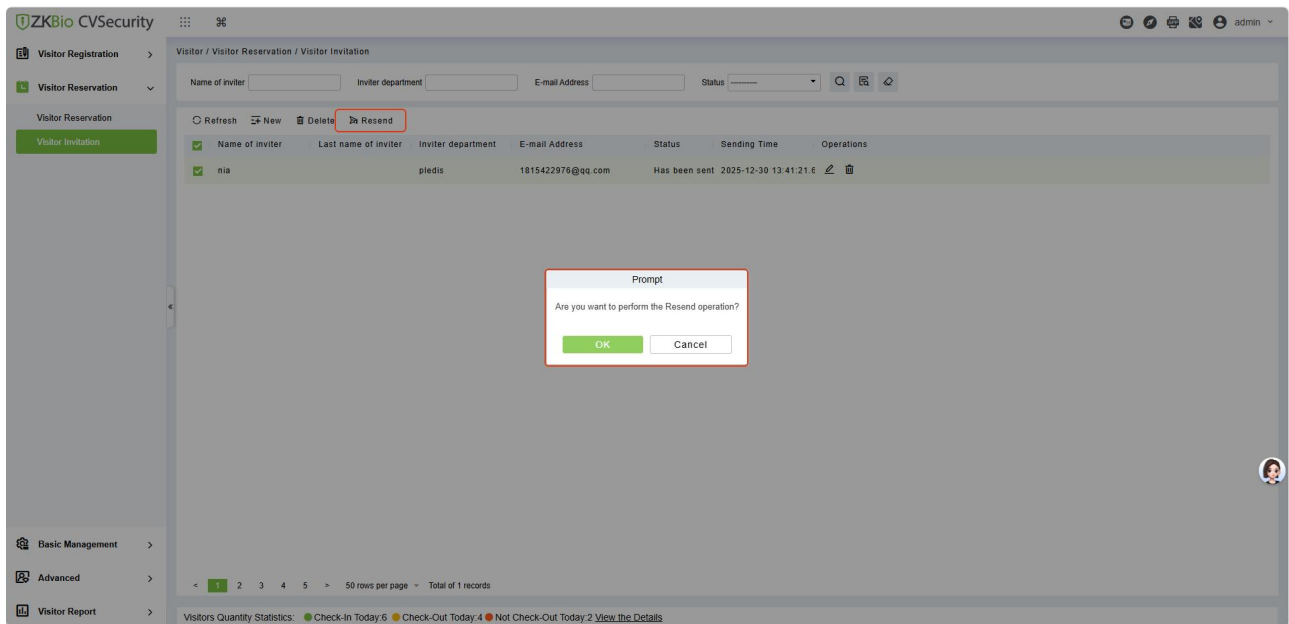 ZKBio CVSecurity
admin
Visitor Registration
Visitor Reservation
Visitor Reservation
Visitor Invitation
Basic Management
Advanced
Visitor Report
Visitor / Visitor Reservation / Visitor Invitation
Name of inviter Inviter department E-mail Address Status ----------
Refresh New Delete Resend
Name of inviter Last name of inviter Inviter department E-mail Address Status Sending Time Operations
nia pledis 1815422976@qq.com Has been sent 2025-12-30 13:41:21.6
Prompt
Are you want to perform the Resend operation?
OK Cancel
< 1 2 3 4 5 > 50 rows per page Total of 1 records
Visitors Quantity Statistics: Check-In Today:6 Check-Out Today:4 Not Check-Out Today:2 View the Details